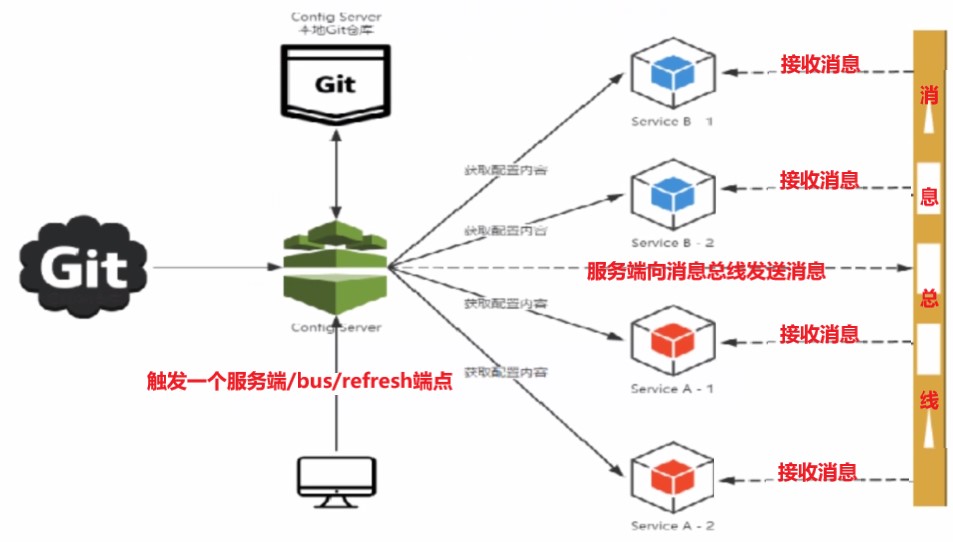 Config Server
本地Git仓库
Git
Git
Config Server
触发一个服务端/bus/refresh端点
获取配置内容
获取配置内容
服务端向消息总线发送消息
获取配置内容
获取配置内容
Service B - 1
Service B - 2
Service A - 1
Service A - 2
接收消息
接收消息
接收消息
接收消息
消
息
总
线